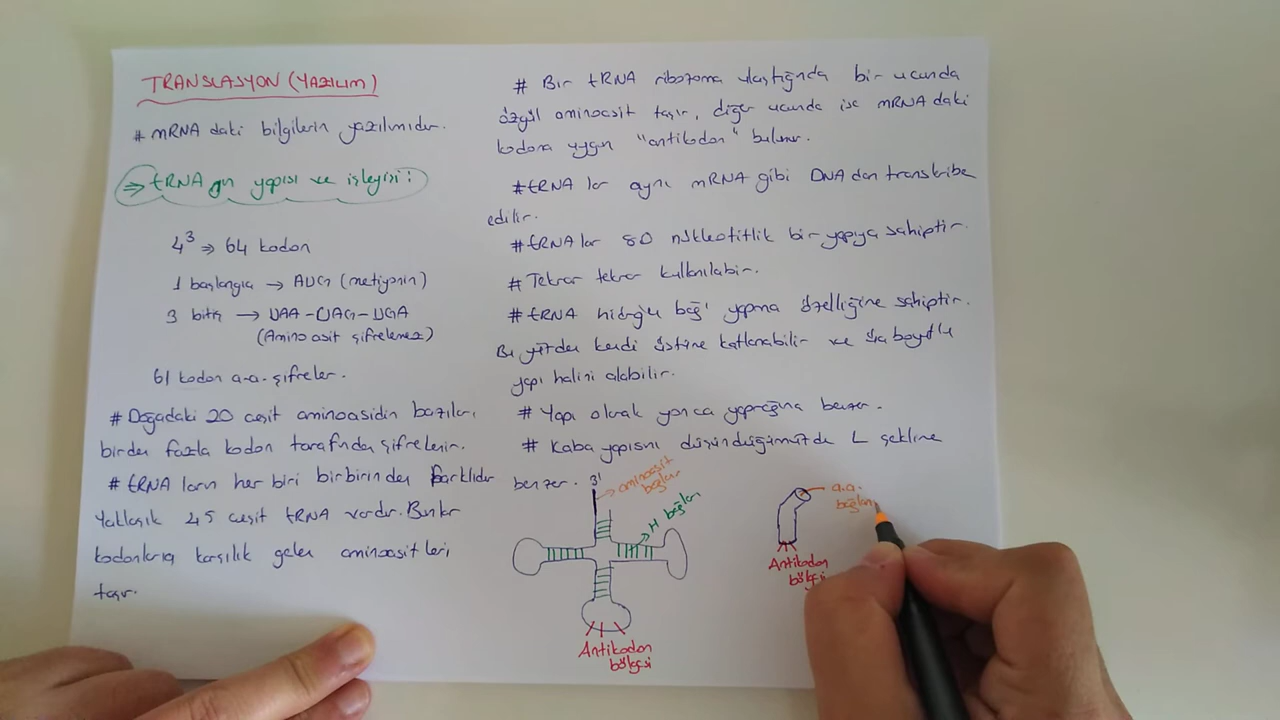 TRANSLASYON (YAZILIM)
# mRNA daki bilgilerin yazılımıdır.
⇒ tRNA nın yapısı ve işleyişi:
4³ ⇒ 64 kodon
1 başlangıç → AUG (metiyonin)
3 bitiş → UAA - UAG - UGA
(Aminoasit şifrelemez)
61 kodon a.a. şifreler.
# Doğadaki 20 çeşit aminoasidin bazıları
birden fazla kodon tarafında şifrelenir.
# tRNA ların her biri birbirinden farklıdır
Yaklaşık 45 çeşit tRNA vardır. Bunlar
kodonlara karşılık gelen aminoasitleri
taşır.
# Bir tRNA ribozoma ulaştığında bir ucunda
özgül aminoasit taşır, diğer ucunda ise mRNA daki
kodona uygun "antikodon" bulunur.
# tRNA lar aynı mRNA gibi DNA dan transkribe
edilir.
# tRNA lar 80 nükleotitlik bir yapıya sahiptir.
# Tekrar tekrar kullanılabilir.
# tRNA hidrojen bağı yapma özelliğine sahiptir.
Bu yüzden kendi üstüne katlanabilir ve üç boyutlu
yapı halini alabilir.
# Yapı olarak yonca yaprağına benzer.
# Kaba yapısını düşündüğümüzde L şekline
benzer.
3'
aminoasit
bağlanır
H bağları
Antikodon
bölgesi
a.a.
bağlan
Antikodon
bölg